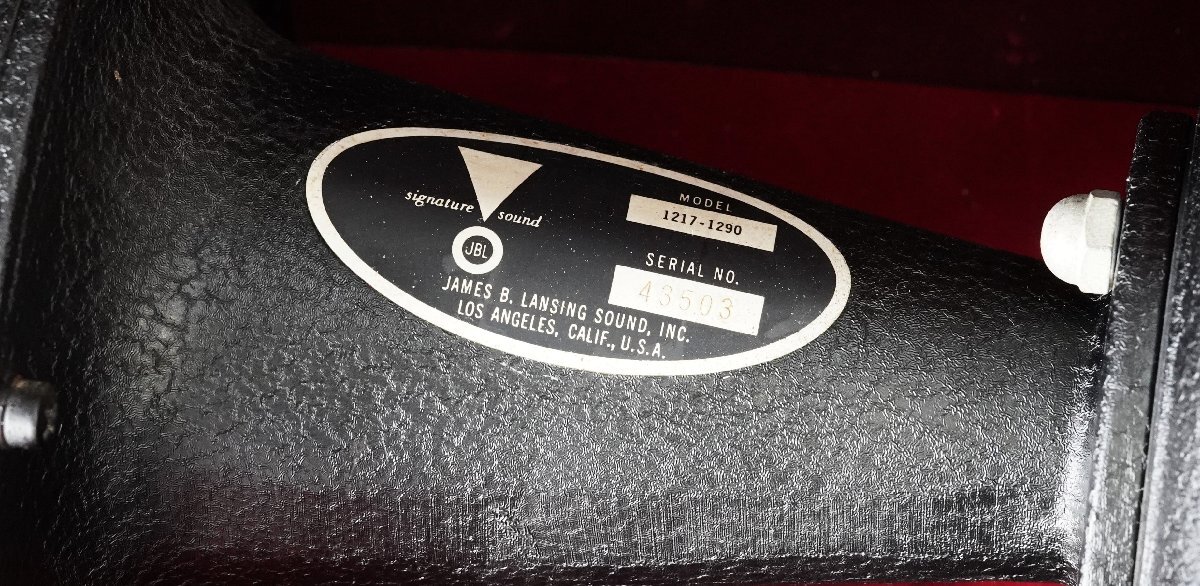 signature sound
JBL
JAMES B. LANSING SOUND, INC.
LOS ANGELES, CALIF., U.S.A.
MODEL
1217-1290
SERIAL NO.
43503